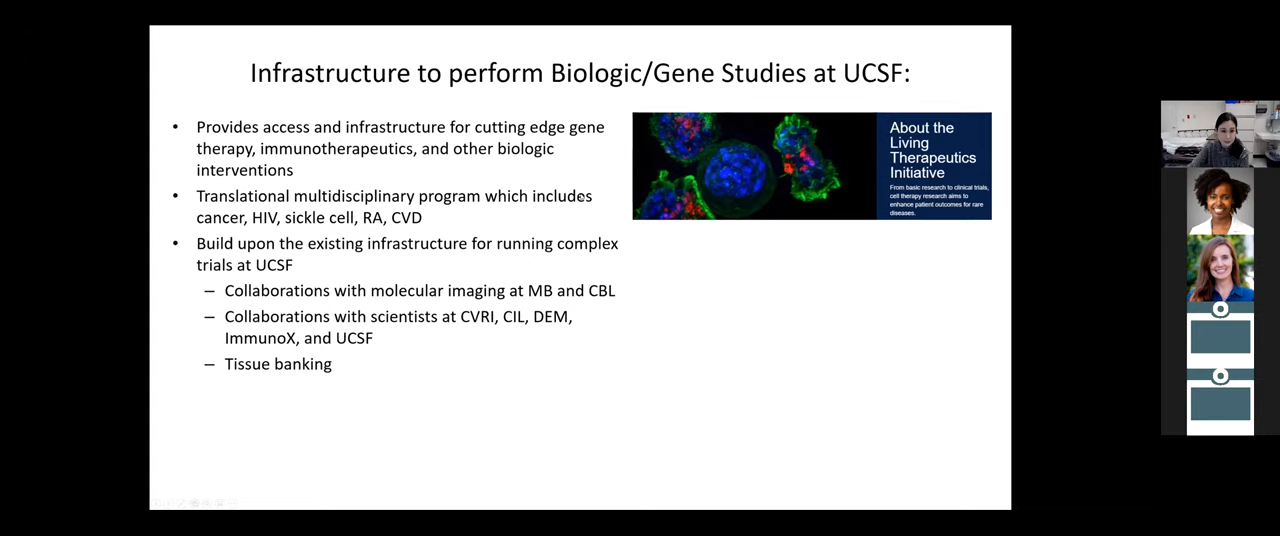 Infrastructure to perform Biologic/Gene Studies at UCSF:
• Provides access and infrastructure for cutting edge gene
therapy, immunotherapeutics, and other biologic
interventions
• Translational multidisciplinary program which includes
cancer, HIV, sickle cell, RA, CVD
• Build upon the existing infrastructure for running complex
trials at UCSF
– Collaborations with molecular imaging at MB and CBL
– Collaborations with scientists at CVRI, CIL, DEM,
ImmunoX, and UCSF
– Tissue banking
About the
Living
Therapeutics
Initiative
From basic research to clinical trials,
cell therapy research aims to
enhance patient outcomes for rare
diseases.